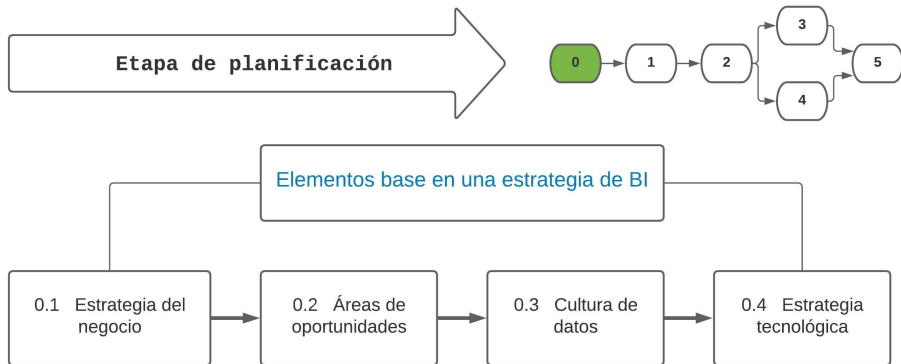 Etapa de planificación
0
1
2
3
4
5
Elementos base en una estrategia de BI
0.1 Estrategia del
negocio
0.2 Áreas de
oportunidades
0.3 Cultura de
datos
0.4 Estrategia
tecnológica